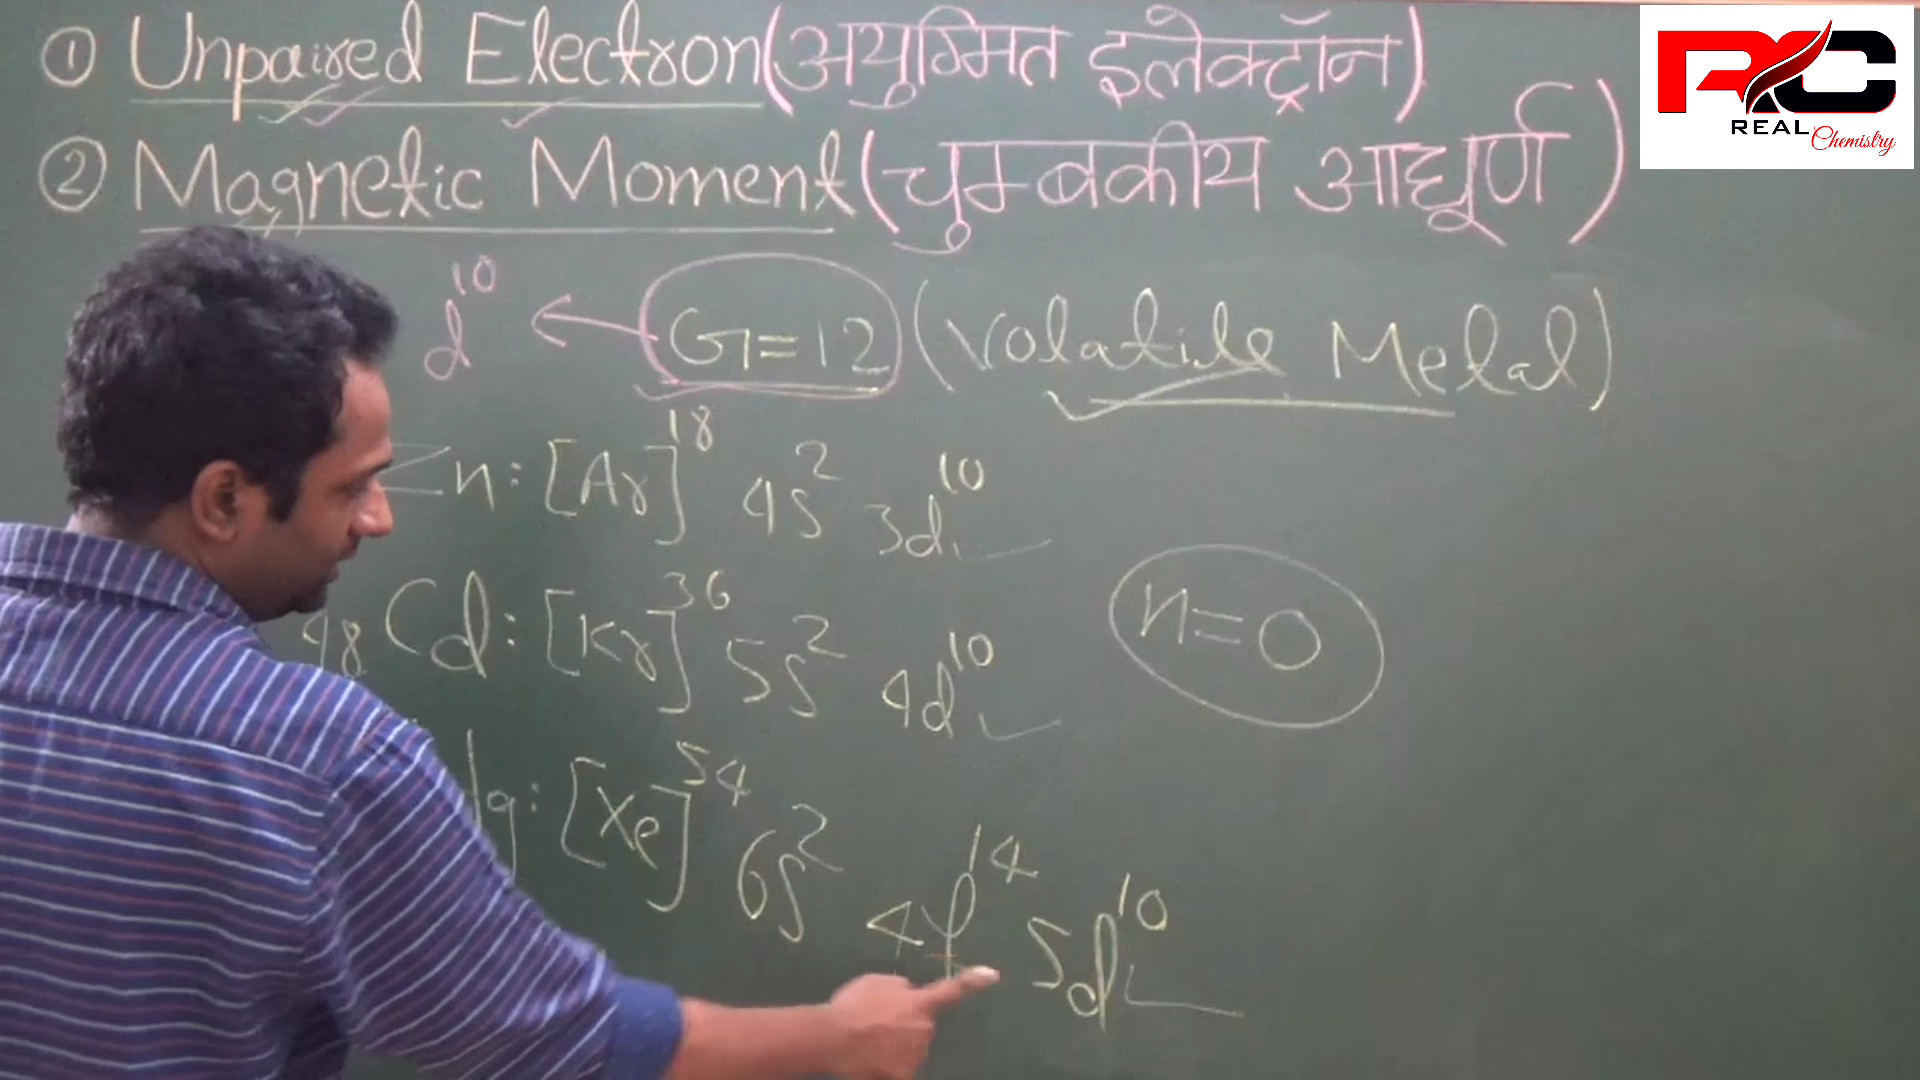 ① Unpaired Electron (अयुग्मित इलेक्ट्रॉन)
② Magnetic Moment (चुम्बकीय आघूर्ण)
d¹⁰ ← G=12 (Volatile Metal)
Zn: [Ar]¹⁸ 4s² 3d¹⁰
n=0
48 Cd: [Kr]³⁶ 5s² 4d¹⁰
[Xe]⁵⁴ 6s² 4f¹⁴ 5d¹⁰
RC
REAL Chemistry